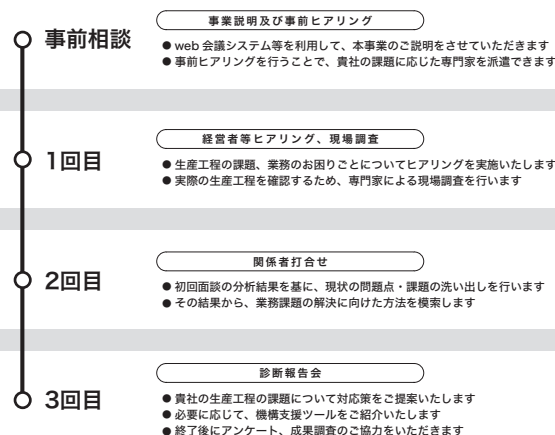 事前相談
事業説明及び事前ヒアリング
● web 会議システム等を利用して、本事業のご説明をさせていただきます
● 事前ヒアリングを行うことで、貴社の課題に応じた専門家を派遣できます
1回目
経営者等ヒアリング、現場調査
● 生産工程の課題、業務のお困りごとについてヒアリングを実施いたします
● 実際の生産工程を確認するため、専門家による現場調査を行います
2回目
関係者打合せ
● 初回面談の分析結果を基に、現状の問題点・課題の洗い出しを行います
● その結果から、業務課題の解決に向けた方法を模索します
3回目
診断報告会
● 貴社の生産工程の課題について対応策をご提案いたします
● 必要に応じて、機構支援ツールをご紹介いたします
● 終了後にアンケート、成果調査のご協力をいただきます